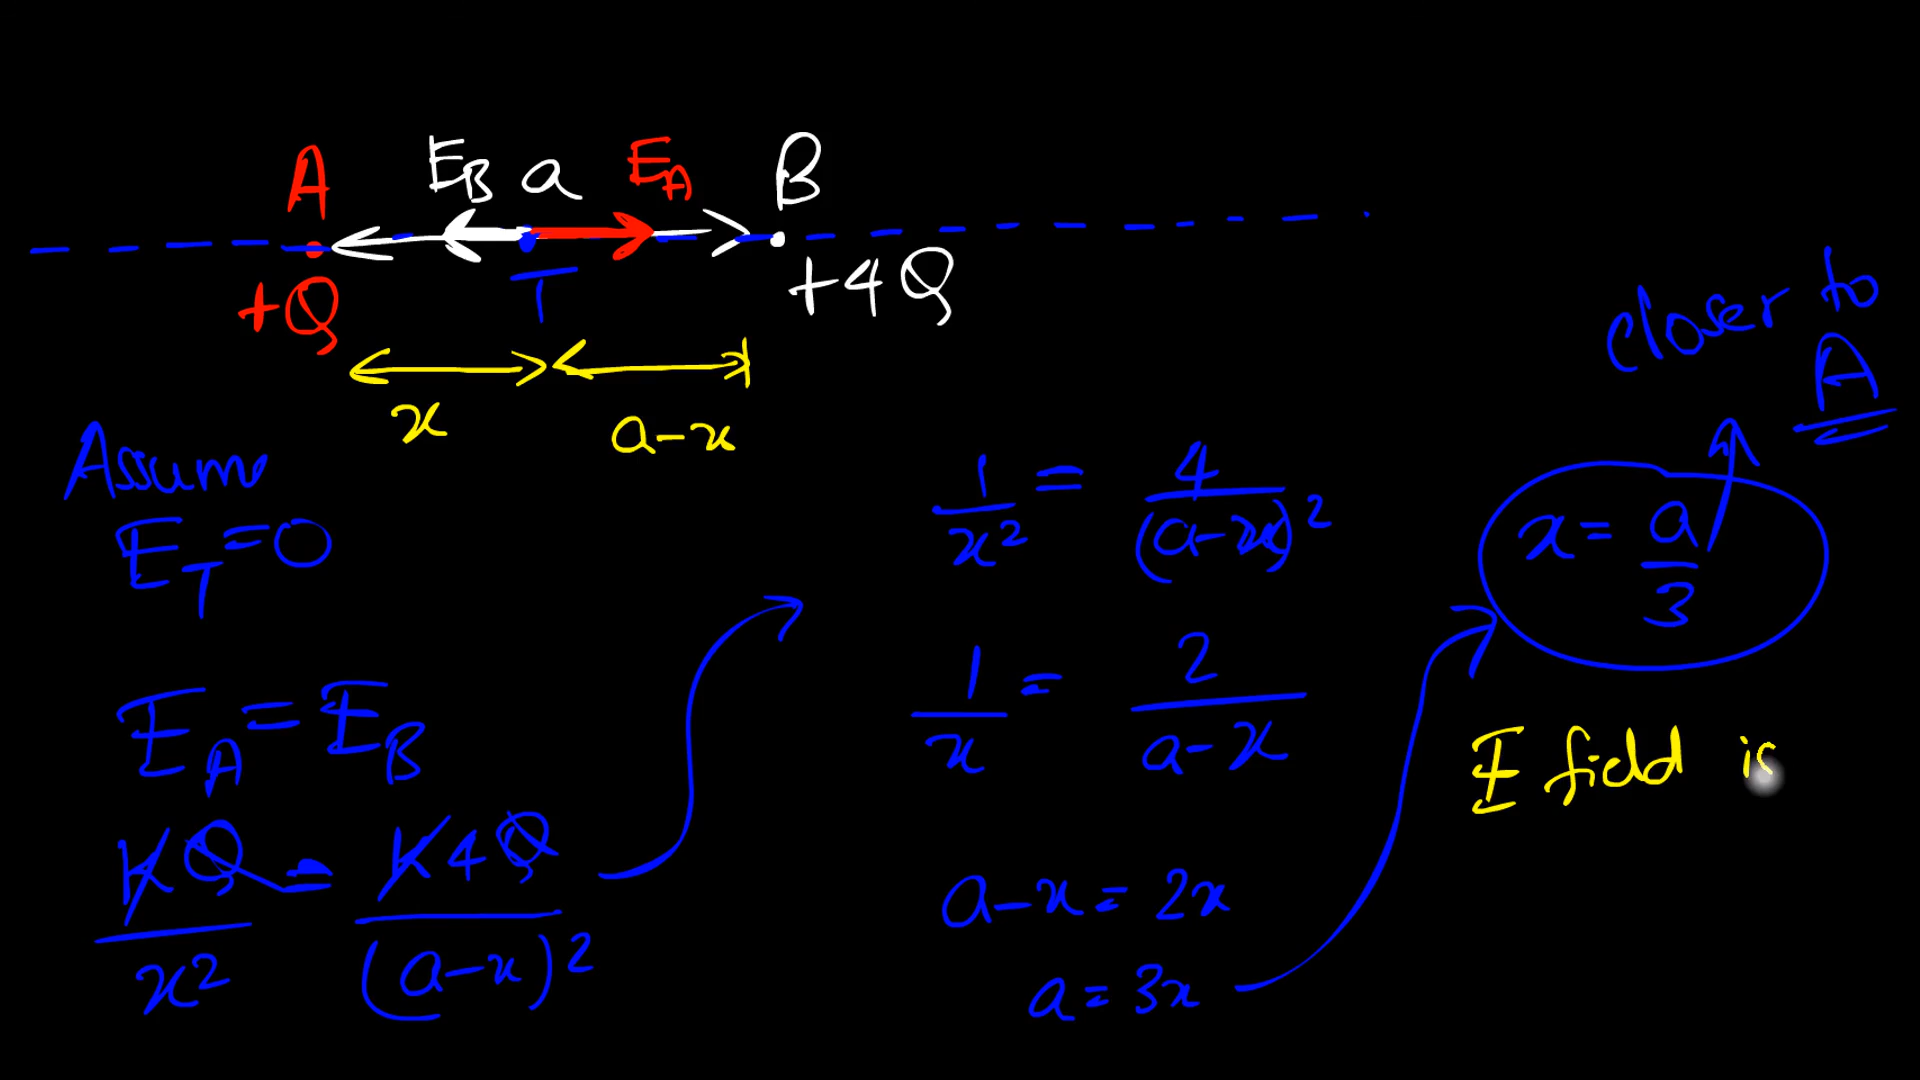 A E_B a E_A B
+Q T +4Q
x a-x
closer to
A
Assume
E_T = 0
E_A = E_B
KQ/x² = K4Q/(a-x)²
1/x² = 4/(a-x)²
1/x = 2/(a-x)
a-x = 2x
a = 3x
x = a/3
E field is